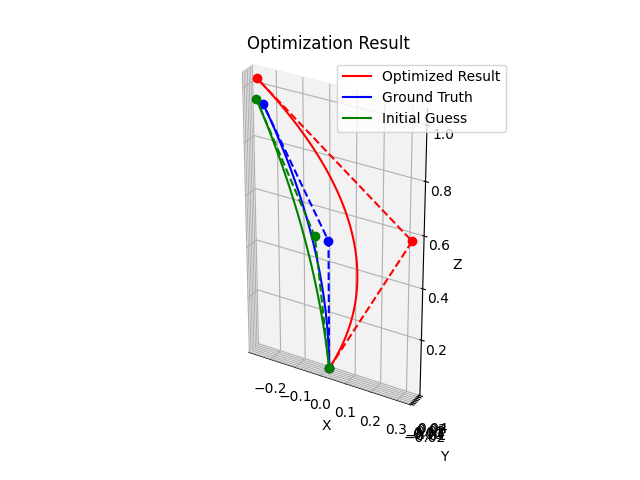 Optimization Result
Optimized Result
Ground Truth
Initial Guess
1.0
0.8
0.6
Z
0.4
0.2
−0.2
−0.1
0.0
0.1
0.2
0.3
X
Y